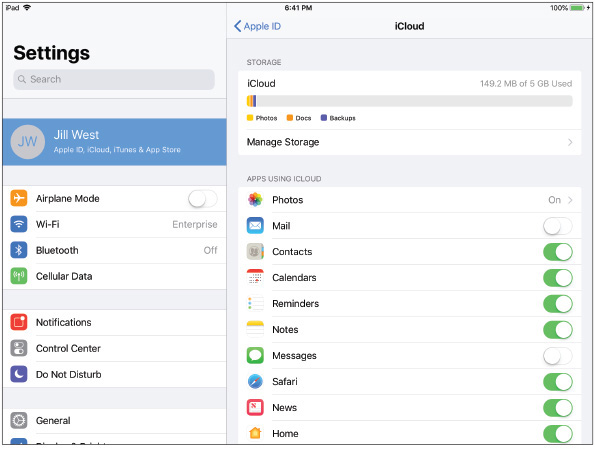 iPad
6:41 PM
100%
Settings
Search
JW
Jill West
Apple ID, iCloud, iTunes & App Store
Airplane Mode
Wi-Fi Enterprise
Bluetooth Off
Cellular Data
Notifications
Control Center
Do Not Disturb
General
Apple ID
iCloud
STORAGE
iCloud 149.2 MB of 5 GB Used
Photos Docs Backups
Manage Storage
APPS USING ICLOUD
Photos On
Mail
Contacts
Calendars
Reminders
Notes
Messages
Safari
News
Home